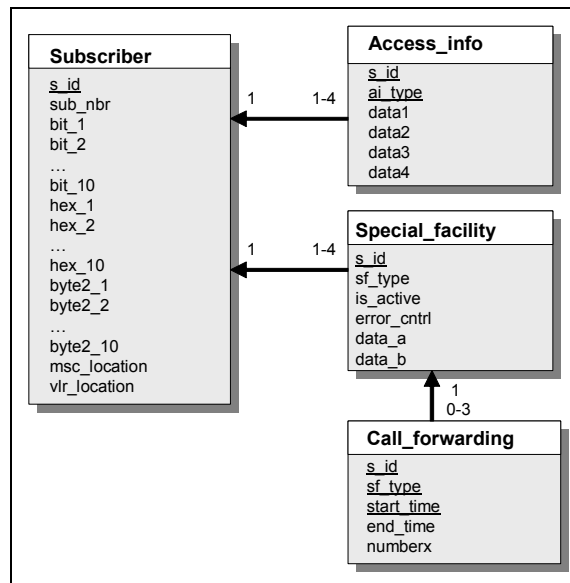 Subscriber
s_id
sub_nbr
bit_1
bit_2
...
bit_10
hex_1
hex_2
...
hex_10
byte2_1
byte2_2
...
byte2_10
msc_location
vlr_location
1
1-4
Access_info
s_id
ai_type
data1
data2
data3
data4
1
1-4
Special_facility
s_id
sf_type
is_active
error_cntrl
data_a
data_b
1
0-3
Call_forwarding
s_id
sf_type
start_time
end_time
numberx